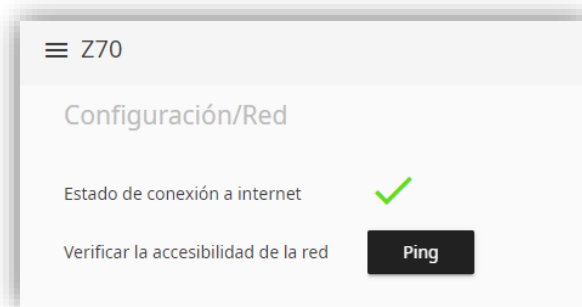 Z70
Configuración/Red
Estado de conexión a internet
Verificar la accesibilidad de la red Ping